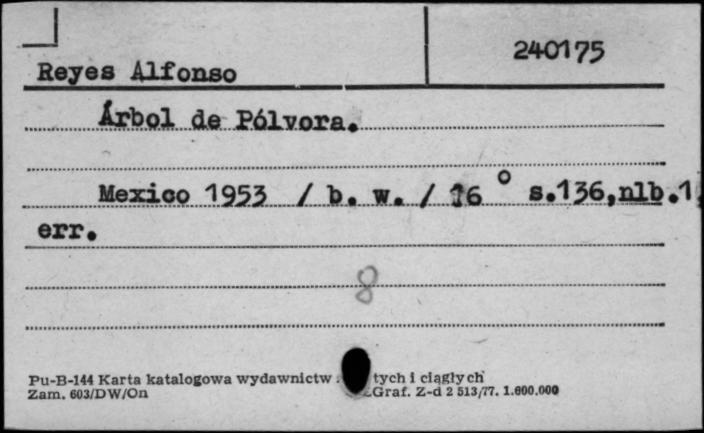 240175
Reyes Alfonso
Árbol de Pólvora.
Mexico 1953 / b. w. / 16° s.136,nlb.1,
err.
8
Pu-B-144 Karta katalogowa wydawnictw tych i ciągłych
Zam. 603/DW/On Graf. Z-d 2 513/77. 1.600.000